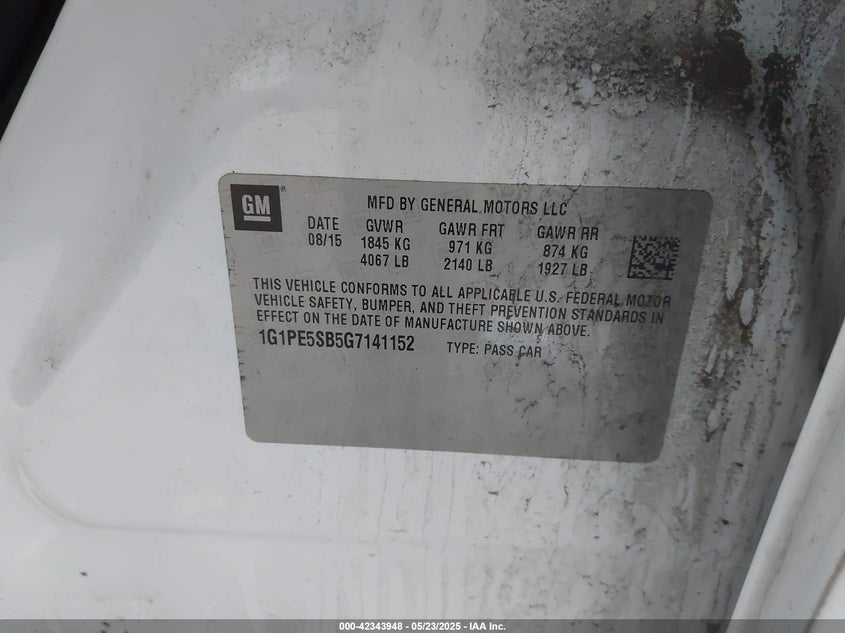 GM
MFD BY GENERAL MOTORS LLC
DATE GVWR GAWR FRT GAWR RR
08/15 1845 KG 971 KG 874 KG
4067 LB 2140 LB 1927 LB
THIS VEHICLE CONFORMS TO ALL APPLICABLE U.S. FEDERAL MOTOR
VEHICLE SAFETY, BUMPER, AND THEFT PREVENTION STANDARDS IN
EFFECT ON THE DATE OF MANUFACTURE SHOWN ABOVE.
1G1PE5SB5G7141152 TYPE: PASS CAR
000-42343948 - 05/23/2025 - IAA Inc.